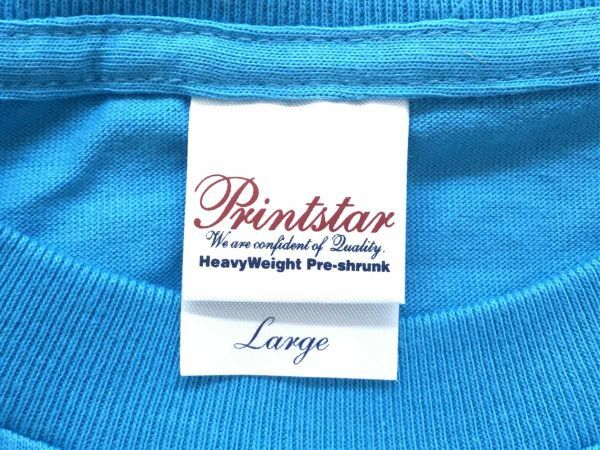 Printstar
We are confident of Quality.
HeavyWeight Pre-shrunk
Large